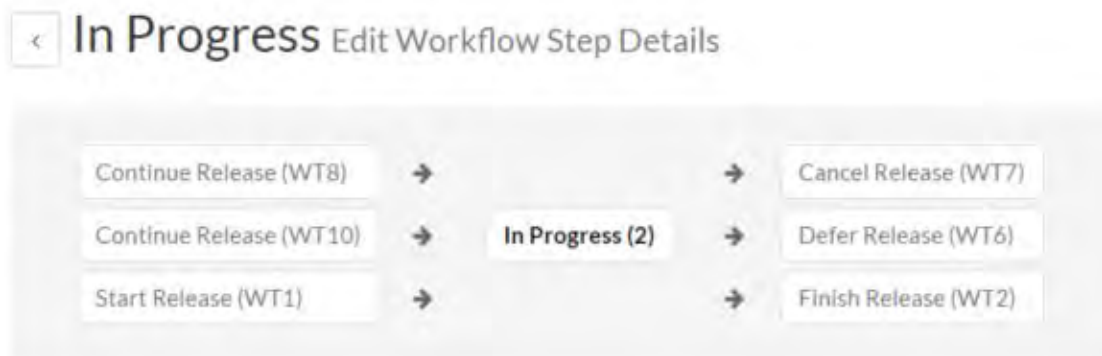 In Progress Edit Workflow Step Details
Continue Release (WT8) Cancel Release (WT7)
Continue Release (WT10) In Progress (2) Defer Release (WT6)
Start Release (WT1) Finish Release (WT2)